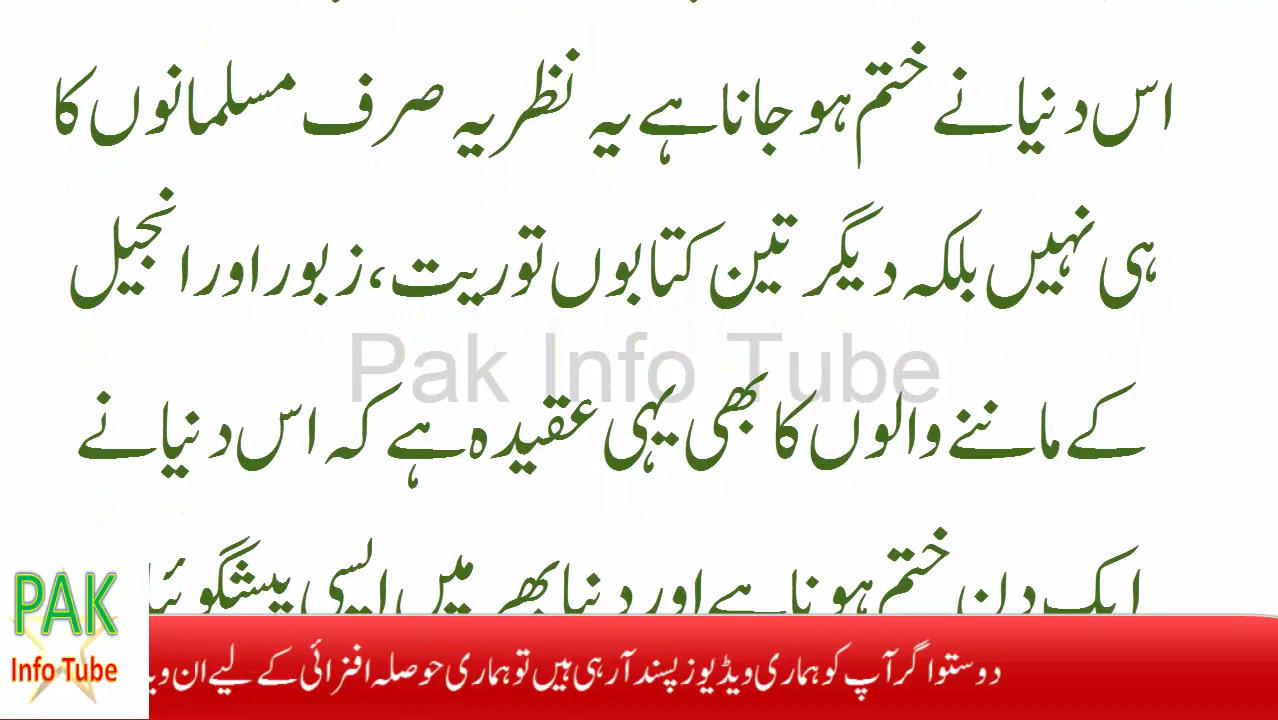 اس دنیا نے ختم ہو جانا ہے یہ نظریہ صرف مسلمانوں کا
ہی نہیں بلکہ دیگر تین کتابوں توریت، زبور اور انجیل
Pak Info Tube
کے ماننے والوں کا بھی یہی عقیدہ ہے کہ اس دنیا نے
ایک دن ختم ہونا ہے اور دنیا بھر میں ایسی
PAK
Info Tube
دوستو اگر آپ کو ہماری ویڈیوز پسند آ رہی ہیں تو ہماری حوصلہ افزائی کے لیے ان